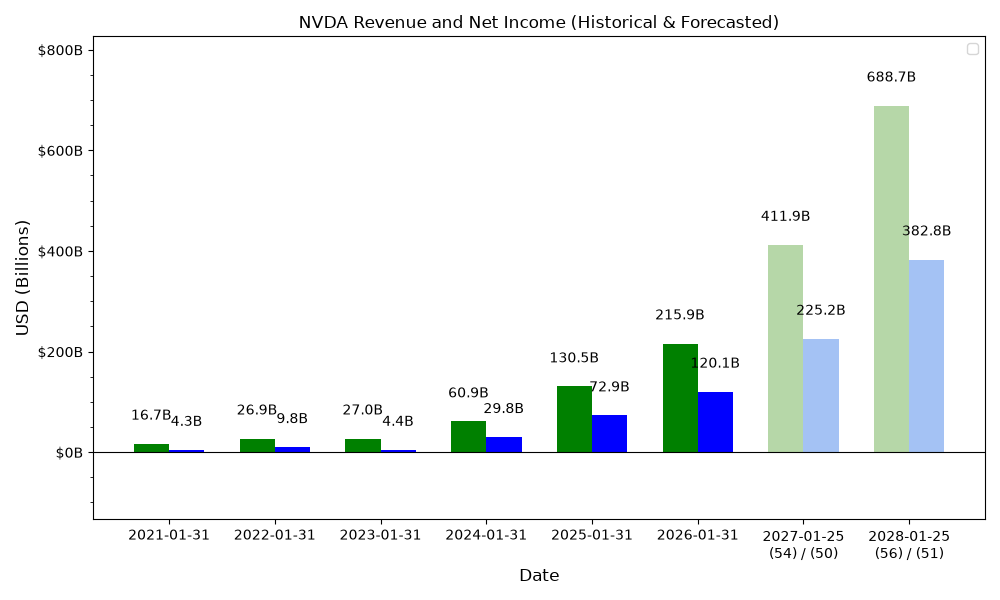 NVDA Revenue and Net Income (Historical & Forecasted)
$800B
$600B
$400B
$200B
$0B
USD (Billions)
16.7B
4.3B
26.9B
9.8B
27.0B
4.4B
60.9B
29.8B
130.5B
72.9B
215.9B
120.1B
411.9B
225.2B
688.7B
382.8B
2021-01-31
2022-01-31
2023-01-31
2024-01-31
2025-01-31
2026-01-31
2027-01-25
(54) / (50)
2028-01-25
(56) / (51)
Date